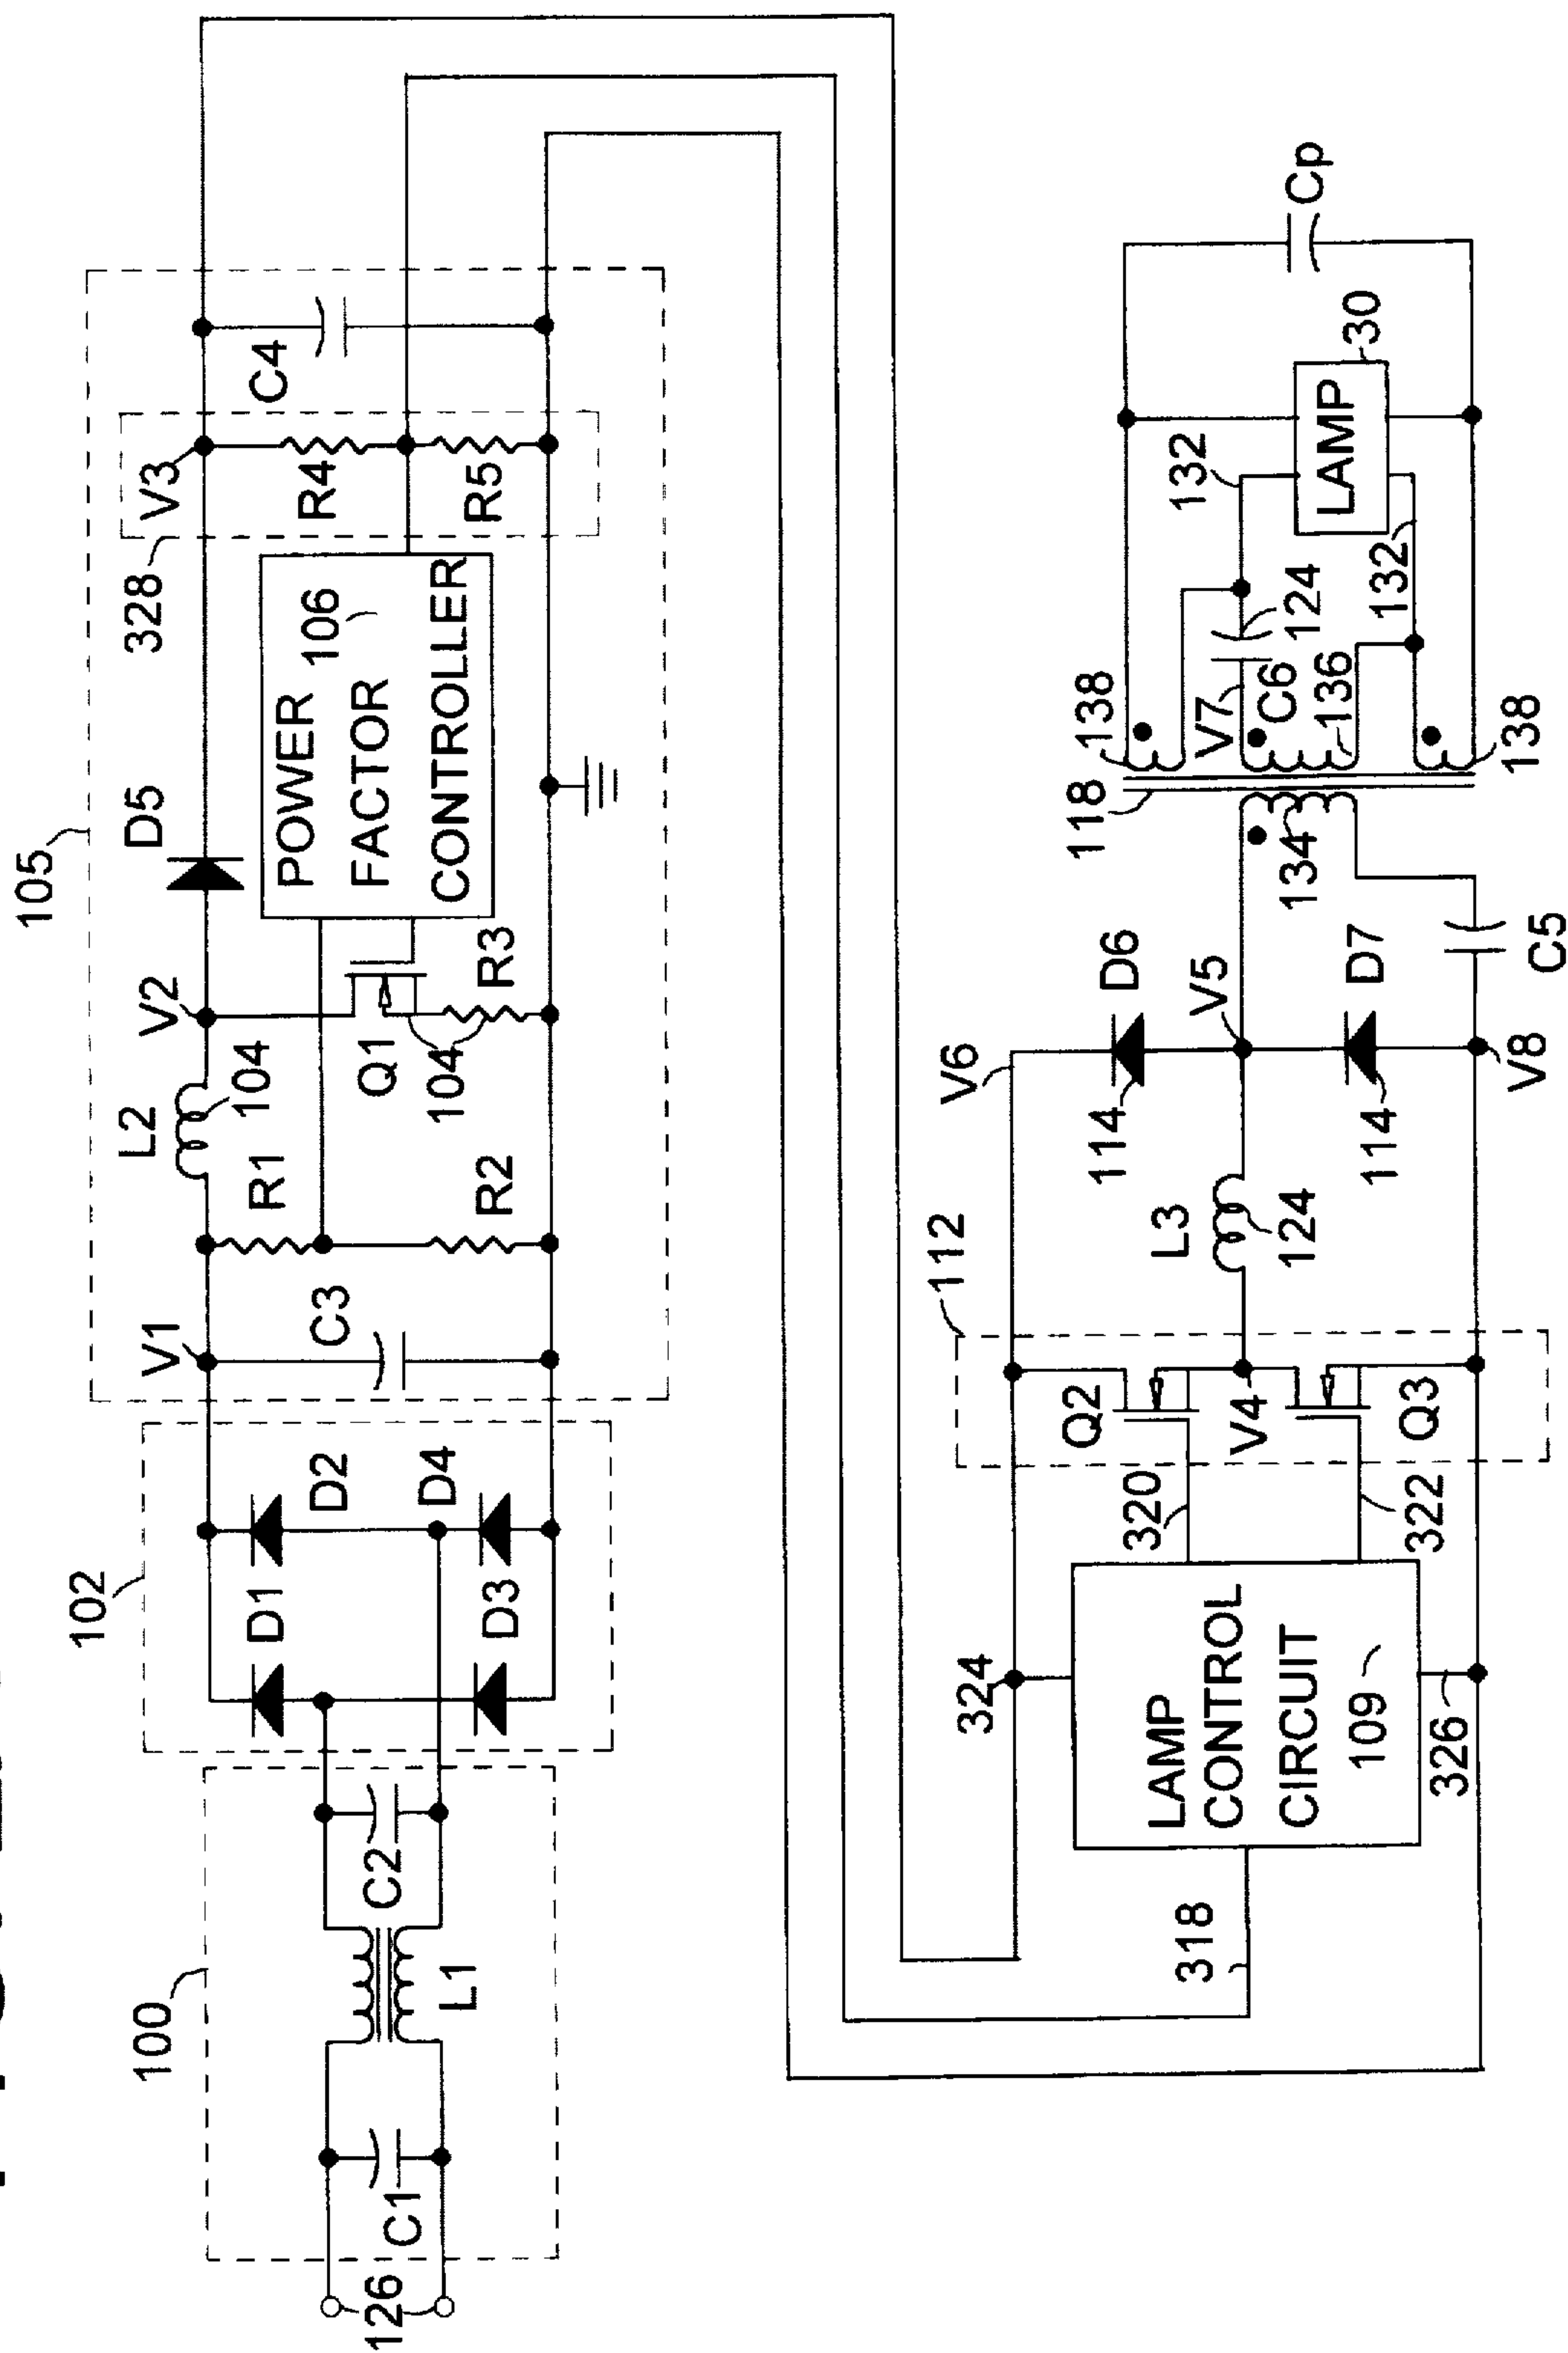 105
328
V3
C4
R4
R5
D5
V2
L2
104
R1
R2
V1
C3
POWER
FACTOR
CONTROLLER
106
Q1
104
R3
102
D1
D2
D3
D4
100
C1
L1
C2
126
112
V6
D6
114
V5
D7
114
V8
L3
124
Q2
V4
Q3
320
322
324
LAMP
CONTROL
CIRCUIT
109
326
318
118
134
C5
138
V7
C6
124
136
138
132
132
LAMP
30
Cp